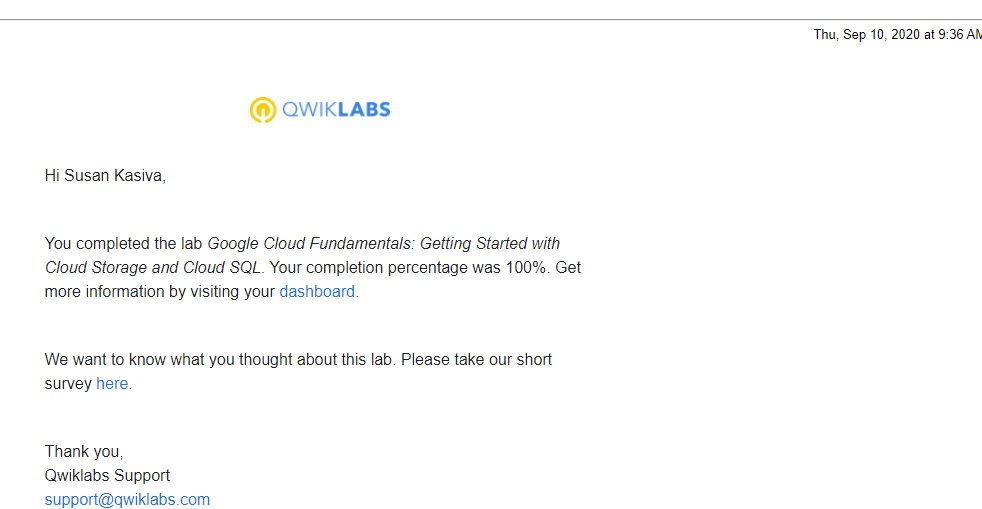 Thu, Sep 10, 2020 at 9:36 AM
QWIKLABS
Hi Susan Kasiva,
You completed the lab Google Cloud Fundamentals: Getting Started with
Cloud Storage and Cloud SQL. Your completion percentage was 100%. Get
more information by visiting your dashboard.
We want to know what you thought about this lab. Please take our short
survey here.
Thank you,
Qwiklabs Support
support@qwiklabs.com